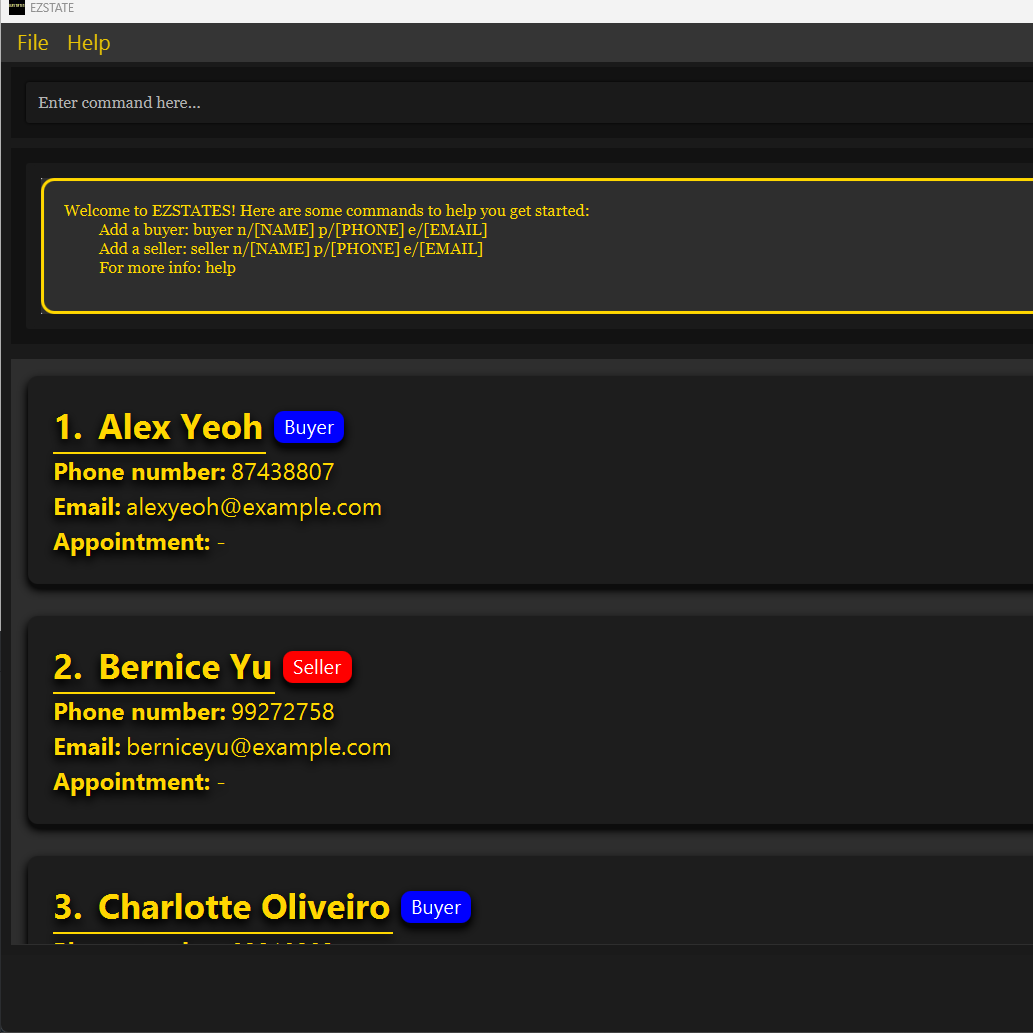 EZSTATE
File Help
Enter command here...
Welcome to EZSTATES! Here are some commands to help you get started:
Add a buyer: buyer n/[NAME] p/[PHONE] e/[EMAIL]
Add a seller: seller n/[NAME] p/[PHONE] e/[EMAIL]
For more info: help
1. Alex Yeoh Buyer
Phone number: 87438807
Email: alexyeoh@example.com
Appointment: -
2. Bernice Yu Seller
Phone number: 99272758
Email: berniceyu@example.com
Appointment: -
3. Charlotte Oliveiro Buyer